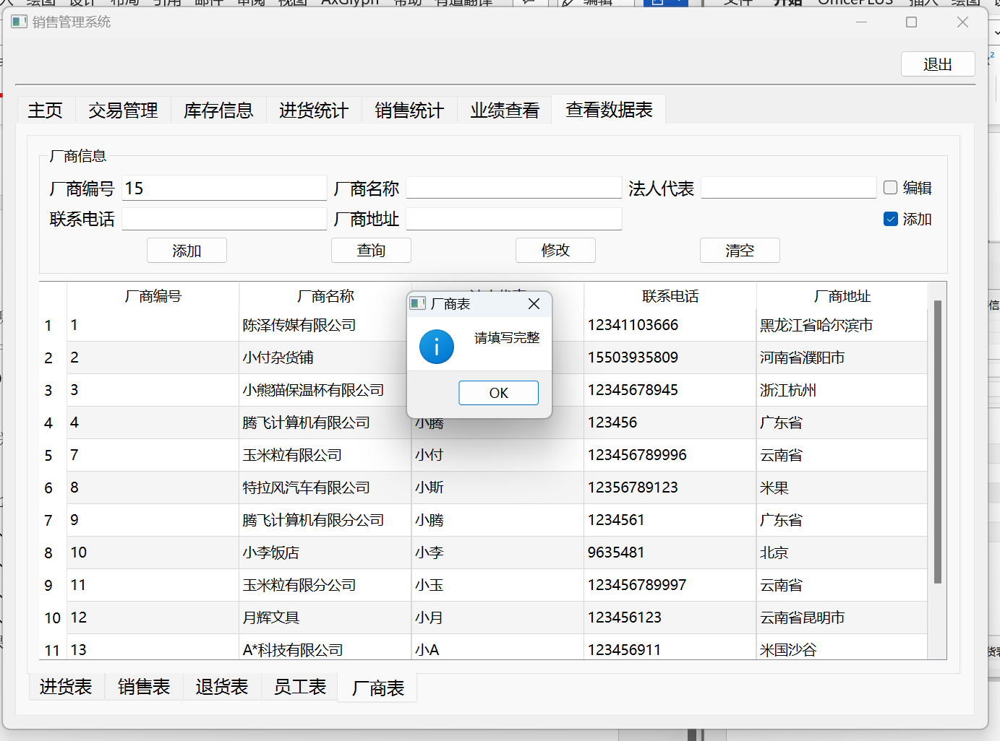 销售管理系统
退出
主页 交易管理 库存信息 进货统计 销售统计 业绩查看 查看数据表
厂商信息
厂商编号 15 厂商名称 法人代表 编辑
联系电话 厂商地址 添加
添加 查询 修改 清空
厂商编号 厂商名称 联系电话 厂商地址
厂商表
请填写完整
OK
1 1 陈泽传媒有限公司 12341103666 黑龙江省哈尔滨市
2 2 小付杂货铺 15503935809 河南省濮阳市
3 3 小熊猫保温杯有限公司 12345678945 浙江杭州
4 4 腾飞计算机有限公司 小腾 123456 广东省
5 7 玉米粒有限公司 小付 123456789996 云南省
6 8 特拉风汽车有限公司 小斯 12356789123 米果
7 9 腾飞计算机有限分公司 小腾 1234561 广东省
8 10 小李饭店 小李 9635481 北京
9 11 玉米粒有限分公司 小玉 123456789997 云南省
10 12 月辉文具 小月 123456123 云南省昆明市
11 13 A*科技有限公司 小A 123456911 米国沙谷
进货表 销售表 退货表 员工表 厂商表